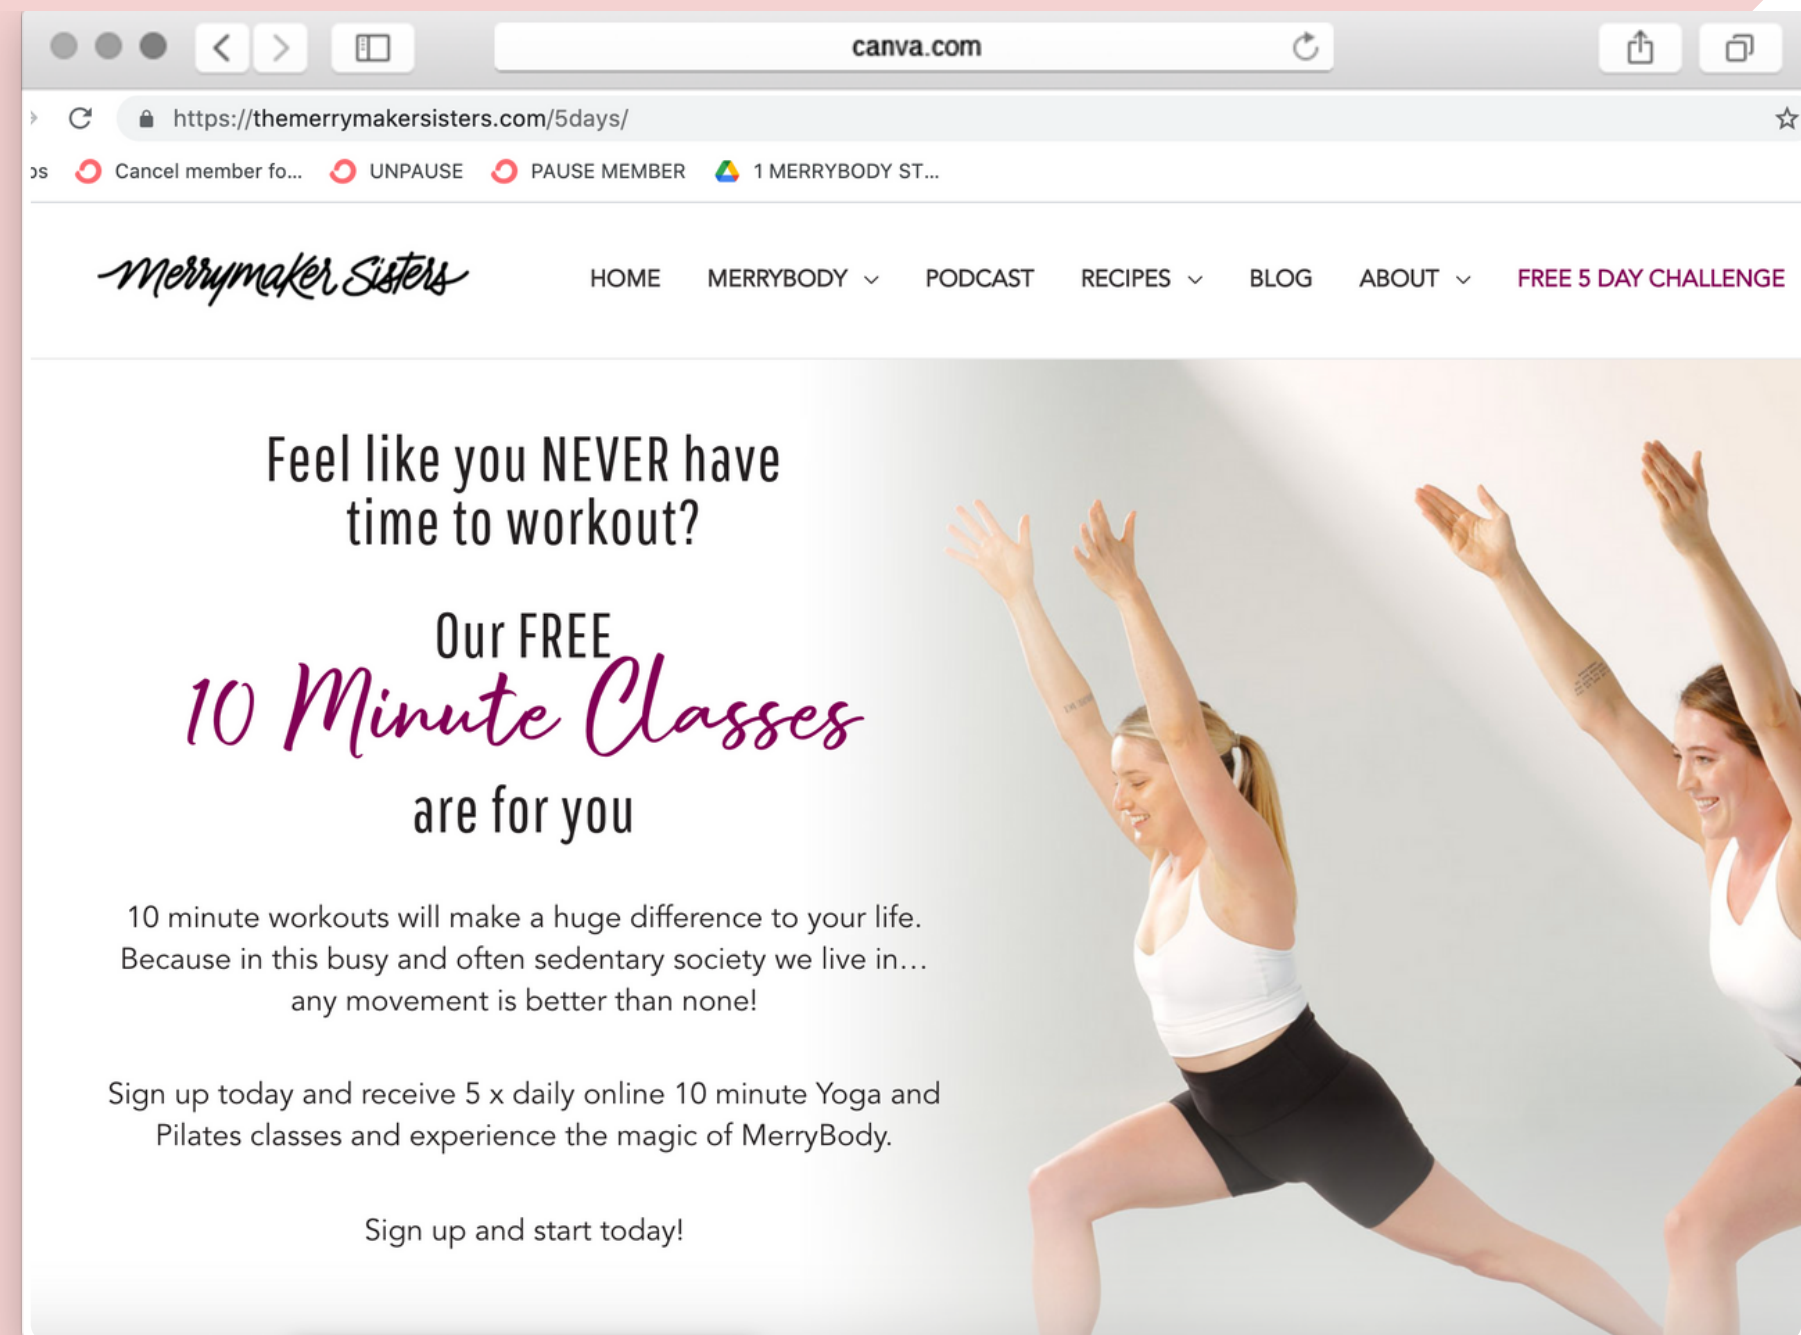 canva.com
https://themerrymakersisters.com/5days/
os Cancel member fo... UNPAUSE PAUSE MEMBER 1 MERRYBODY ST...
Merrymaker Sisters HOME MERRYBODY PODCAST RECIPES BLOG ABOUT FREE 5 DAY CHALLENGE
Feel like you NEVER have
time to workout?
Our FREE
10 Minute Classes
are for you
10 minute workouts will make a huge difference to your life.
Because in this busy and often sedentary society we live in...
any movement is better than none!
Sign up today and receive 5 x daily online 10 minute Yoga and
Pilates classes and experience the magic of MerryBody.
Sign up and start today!